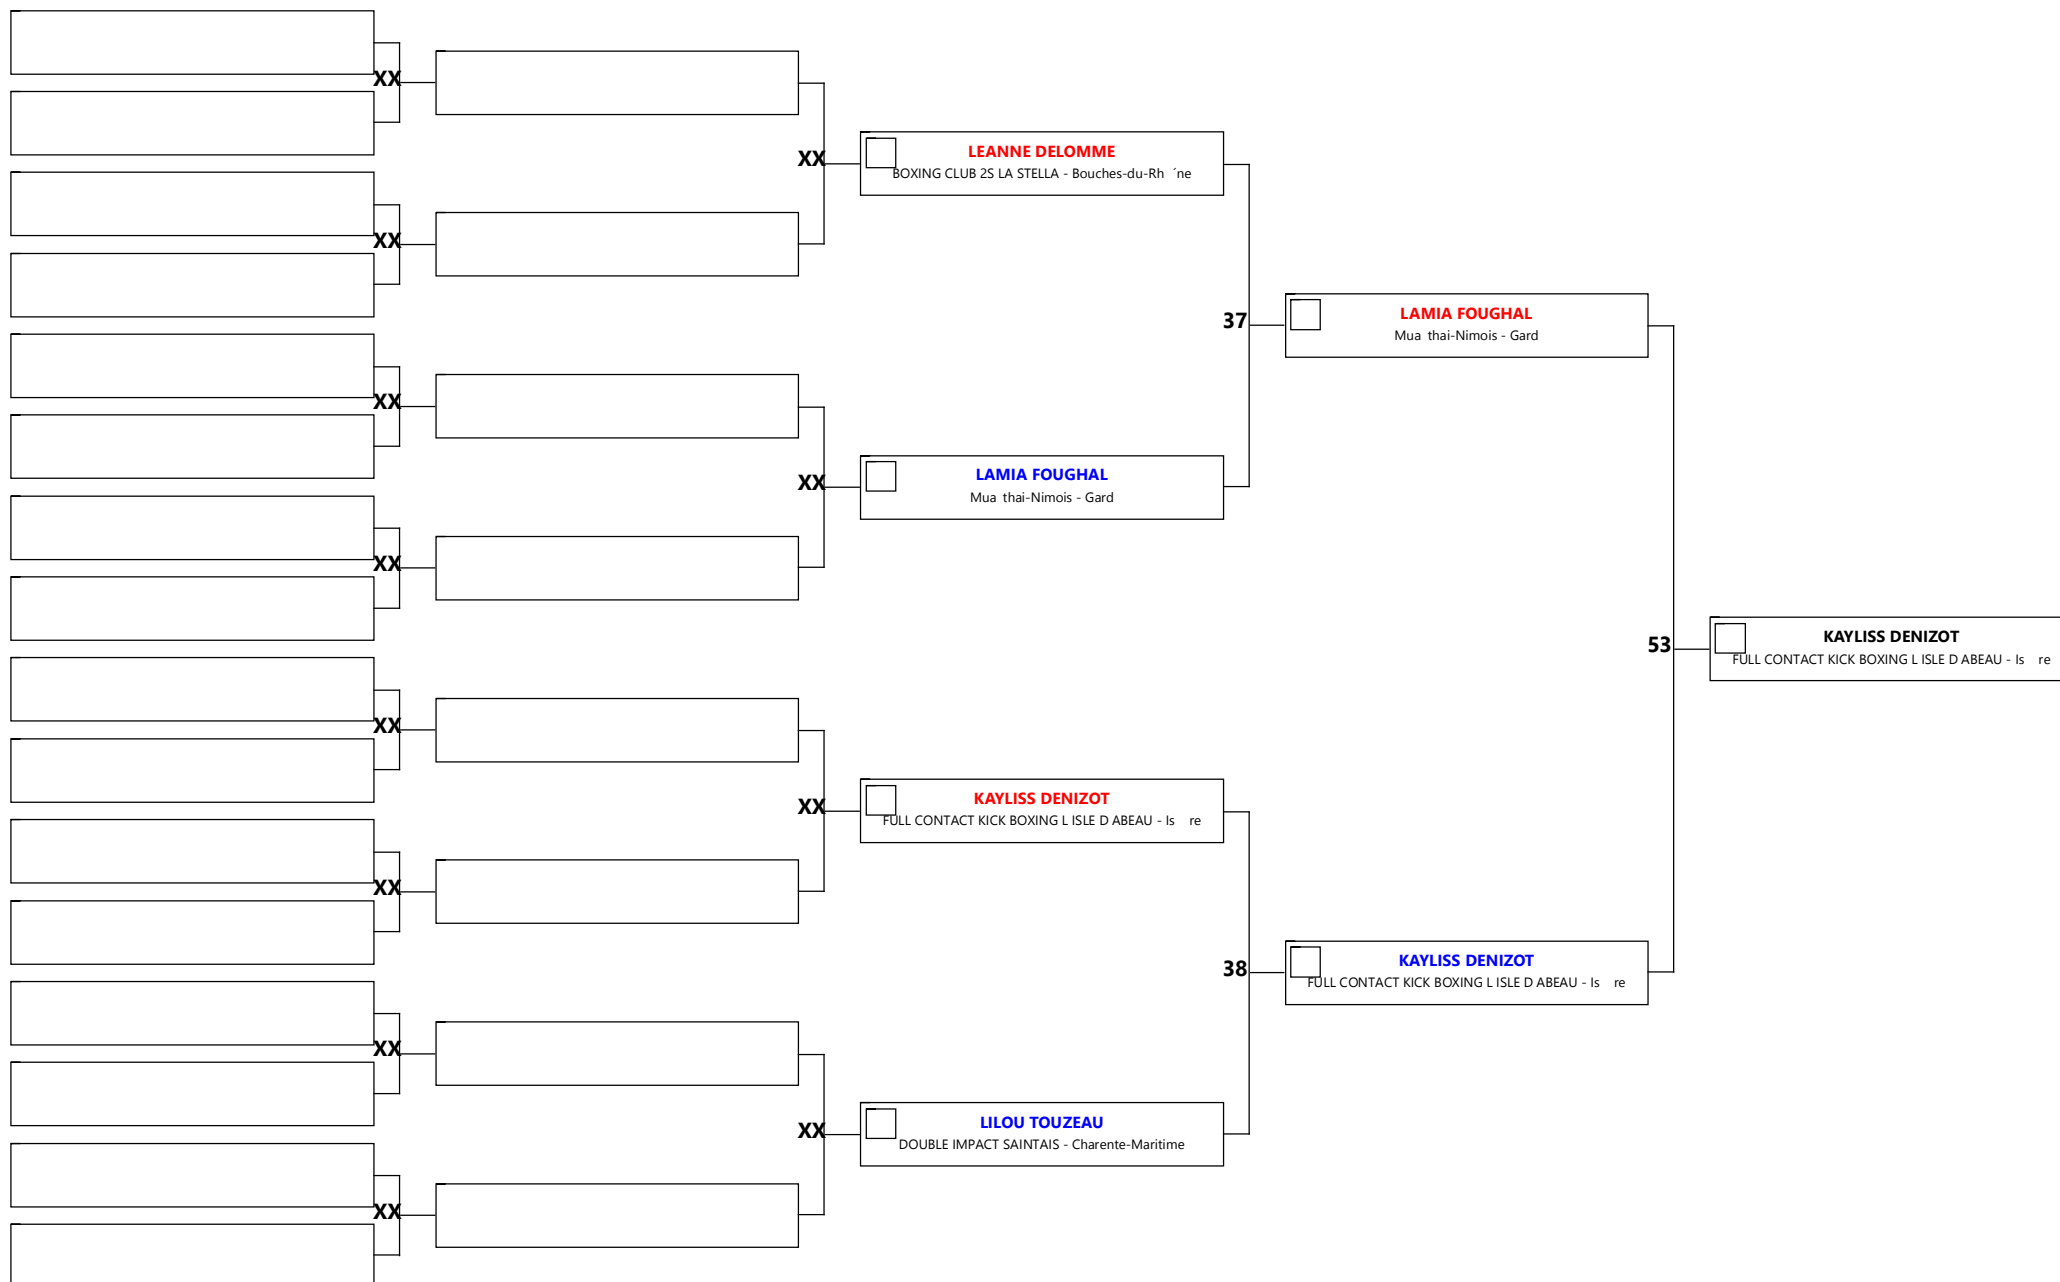 XX
XX
XX
XX
XX
XX
XX
XX
XX
XX
XX
XX
LEANNE DELOMME
BOXING CLUB 2S LA STELLA - Bouches-du-Rh ´ne
LAMIA FOUGHAL
Mua thai-Nimois - Gard
KAYLISS DENIZOT
FULL CONTACT KICK BOXING L ISLE D ABEAU - Is re
LILOU TOUZEAU
DOUBLE IMPACT SAINTAIS - Charente-Maritime
37
38
LAMIA FOUGHAL
Mua thai-Nimois - Gard
KAYLISS DENIZOT
FULL CONTACT KICK BOXING L ISLE D ABEAU - Is re
53
KAYLISS DENIZOT
FULL CONTACT KICK BOXING L ISLE D ABEAU - Is re